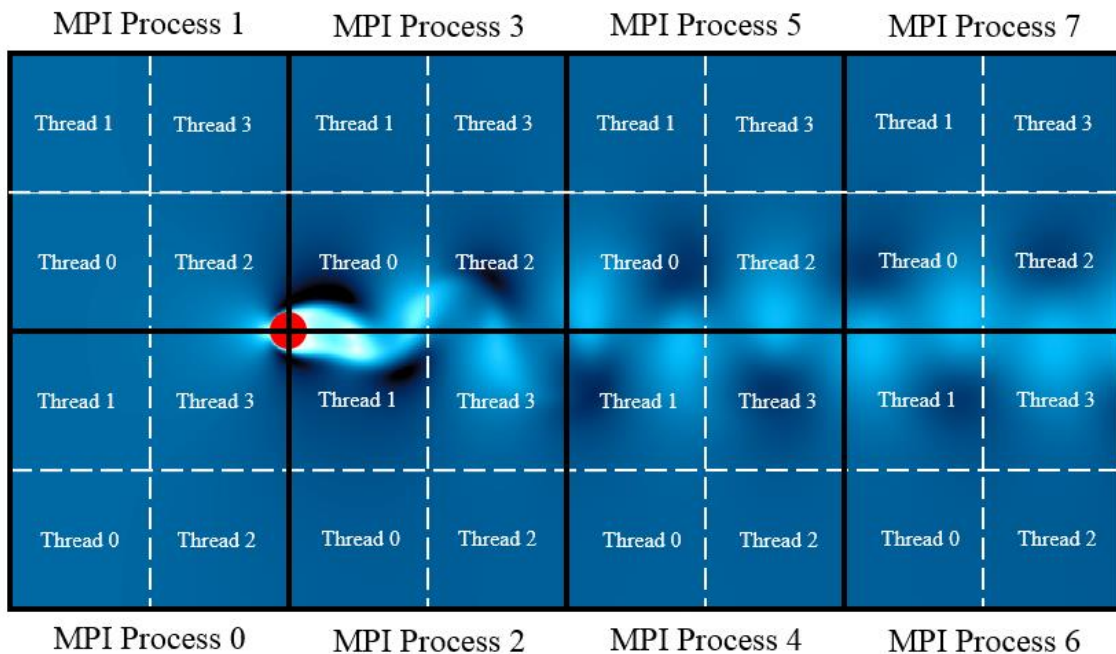 MPI Process 1 MPI Process 3 MPI Process 5 MPI Process 7
Thread 1 Thread 3 Thread 1 Thread 3 Thread 1 Thread 3 Thread 1 Thread 3
Thread 0 Thread 2 Thread 0 Thread 2 Thread 0 Thread 2 Thread 0 Thread 2
Thread 1 Thread 3 Thread 1 Thread 3 Thread 1 Thread 3 Thread 1 Thread 3
Thread 0 Thread 2 Thread 0 Thread 2 Thread 0 Thread 2 Thread 0 Thread 2
MPI Process 0 MPI Process 2 MPI Process 4 MPI Process 6